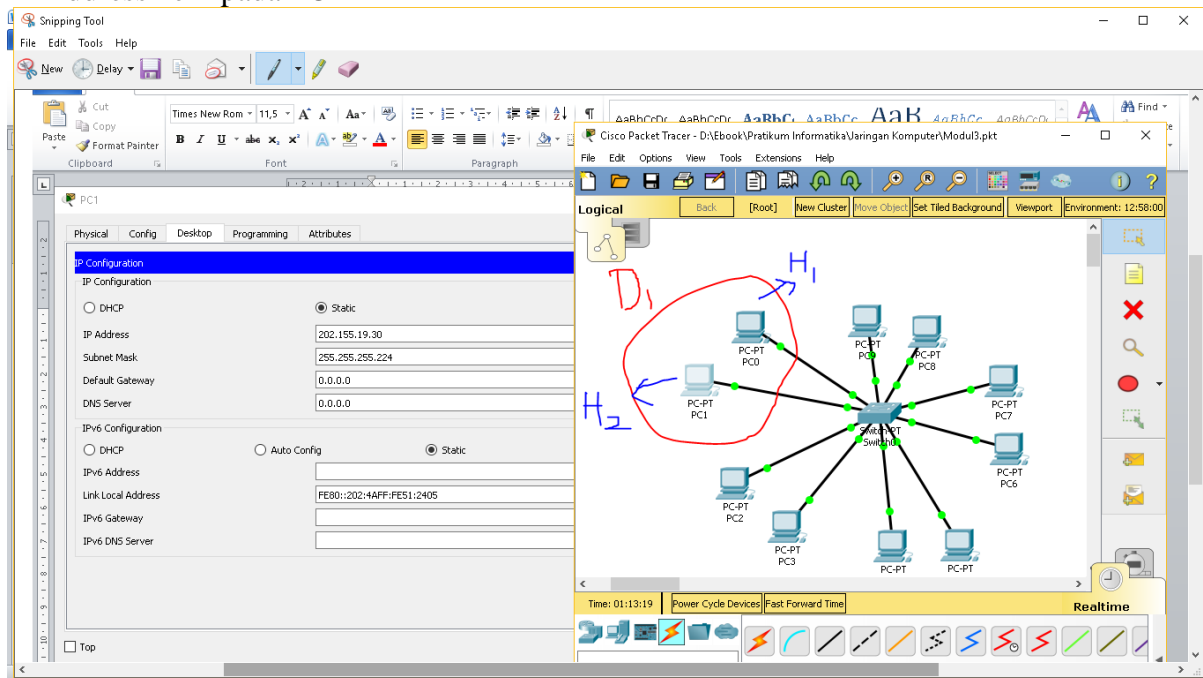 Snipping Tool
File Edit Tools Help
New Delay
Cut
Copy
Paste
Format Painter
Clipboard
Times New Rom 11,5 A A Aa
B I U abc x, x² A A
Font
Paragraph
AaBbCcDc AaBbCcDc AaBbC AaBbCc AaB AaBbCc AaBbCcD
Find
Cisco Packet Tracer - D:\Ebook\Pratikum Informatika\Jaringan Komputer\Modul3.pkt
File Edit Options View Tools Extensions Help
Logical Back [Root] New Cluster Move Object Set Tiled Background Viewport Environment: 12:58:00
PC1
Physical Config Desktop Programming Attributes
IP Configuration
IP Configuration
DHCP Static
IP Address 202.155.19.30
Subnet Mask 255.255.255.224
Default Gateway 0.0.0.0
DNS Server 0.0.0.0
IPv6 Configuration
DHCP Auto Config Static
IPv6 Address
Link Local Address FE80::202:4AFF:FE51:2405
IPv6 Gateway
IPv6 DNS Server
Top
D1
H1
H2
PC-PT
PC0
PC-PT
PC9
PC-PT
PC8
PC-PT
PC1
PC-PT
PC7
Switch-PT
Switch0
PC-PT
PC6
PC-PT
PC2
PC-PT
PC3
PC-PT
PC-PT
Time: 01:13:19 Power Cycle Devices Fast Forward Time Realtime